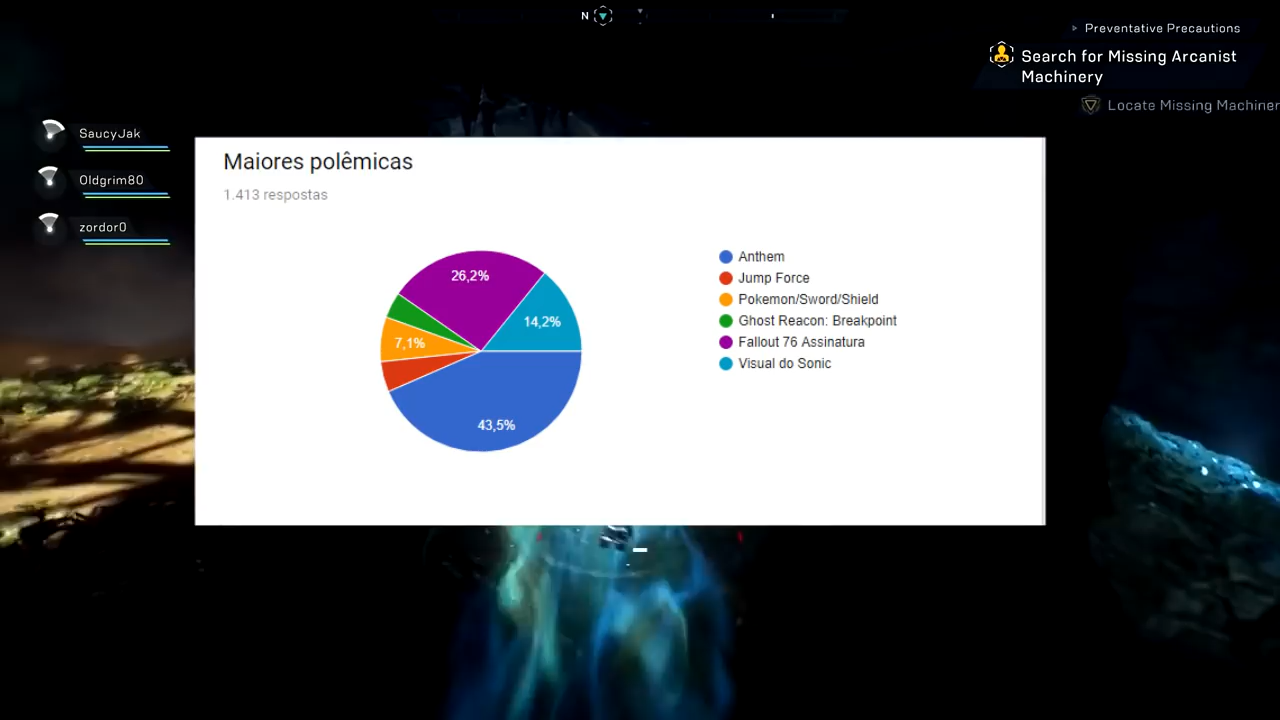 N
Preventative Precautions
Search for Missing Arcanist
Machinery
Locate Missing Machiner
SaucyJak
Oldgrim80
zordor0
Maiores polêmicas
1.413 respostas
26,2%
14,2%
7,1%
43,5%
Anthem
Jump Force
Pokemon/Sword/Shield
Ghost Reacon: Breakpoint
Fallout 76 Assinatura
Visual do Sonic